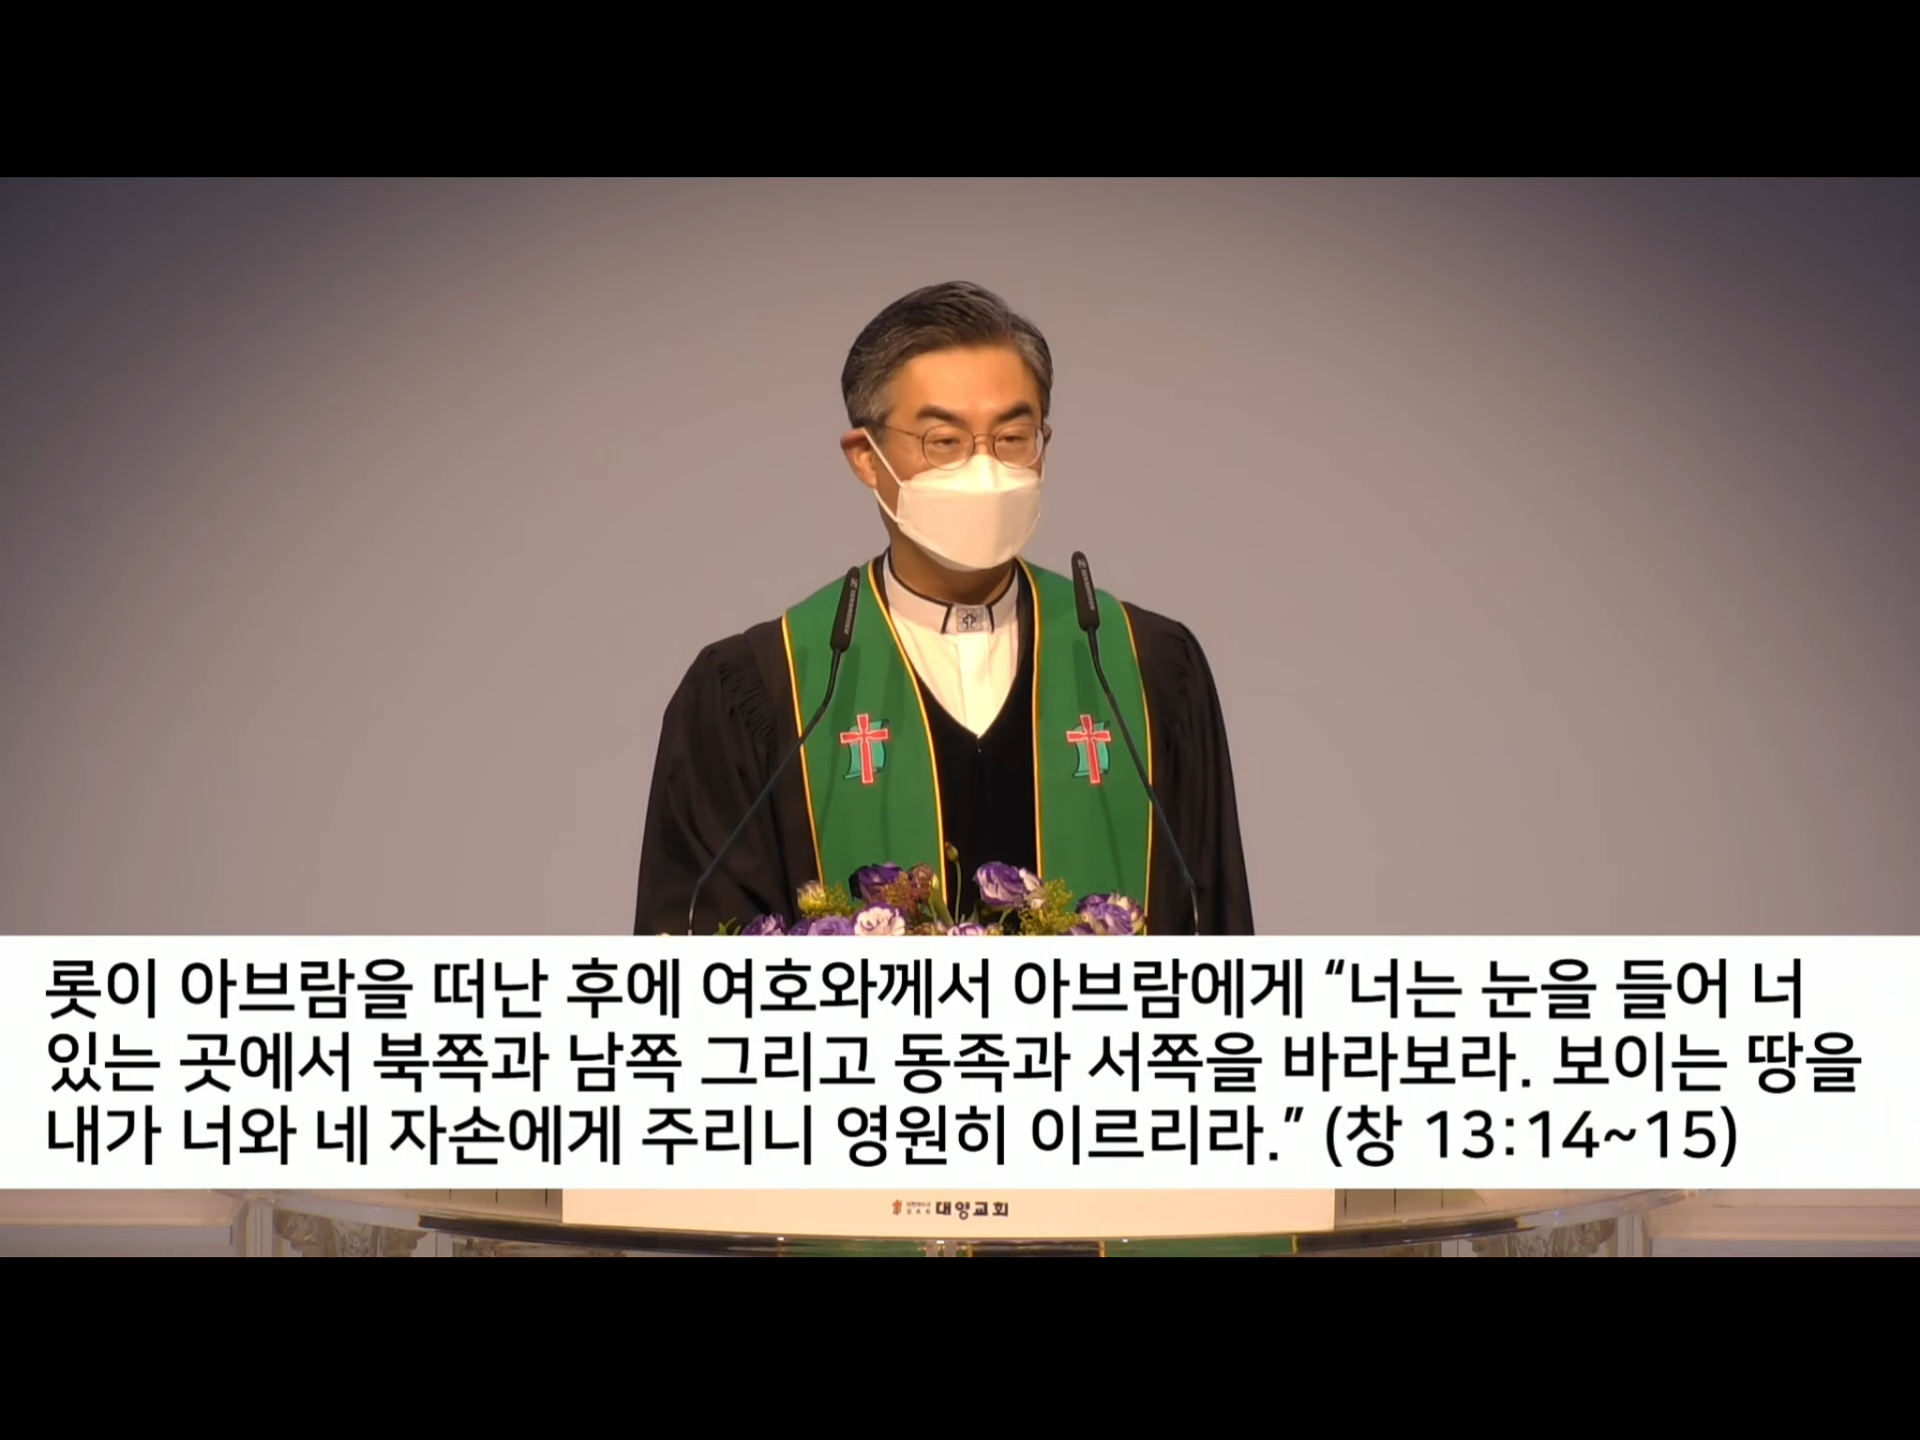 롯이 아브람을 떠난 후에 여호와께서 아브람에게 “너는 눈을 들어 너
있는 곳에서 북쪽과 남쪽 그리고 동족과 서쪽을 바라보라. 보이는 땅을
내가 너와 네 자손에게 주리니 영원히 이르리라.” (창 13:14~15)
대양교회